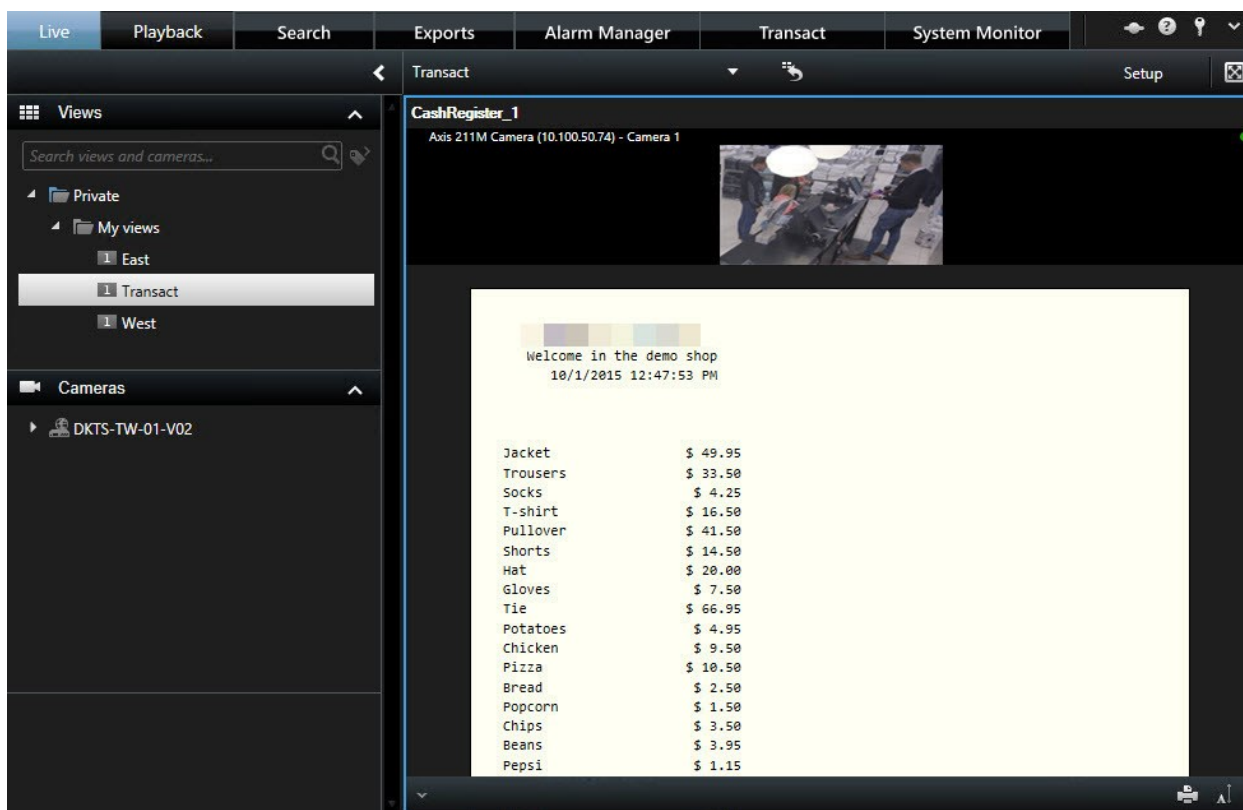 Live Playback Search Exports Alarm Manager Transact System Monitor
Transact Setup
Views
Search views and cameras...
Private
My views
1 East
1 Transact
1 West
Cameras
DKTS-TW-01-V02
CashRegister_1
Axis 211M Camera (10.100.50.74) - Camera 1
Welcome in the demo shop
10/1/2015 12:47:53 PM
Jacket $ 49.95
Trousers $ 33.50
Socks $ 4.25
T-shirt $ 16.50
Pullover $ 41.50
Shorts $ 14.50
Hat $ 20.00
Gloves $ 7.50
Tie $ 66.95
Potatoes $ 4.95
Chicken $ 9.50
Pizza $ 10.50
Bread $ 2.50
Popcorn $ 1.50
Chips $ 3.50
Beans $ 3.95
Pepsi $ 1.15
A